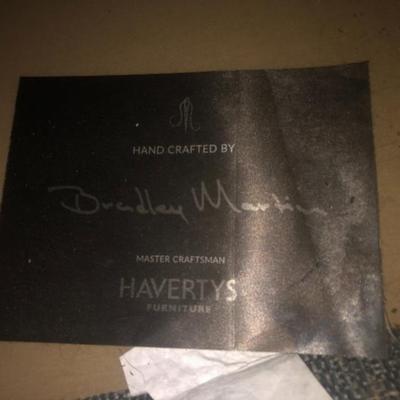 HAND CRAFTED BY
Bradley Martin
MASTER CRAFTSMAN
HAVERTYS
FURNITURE